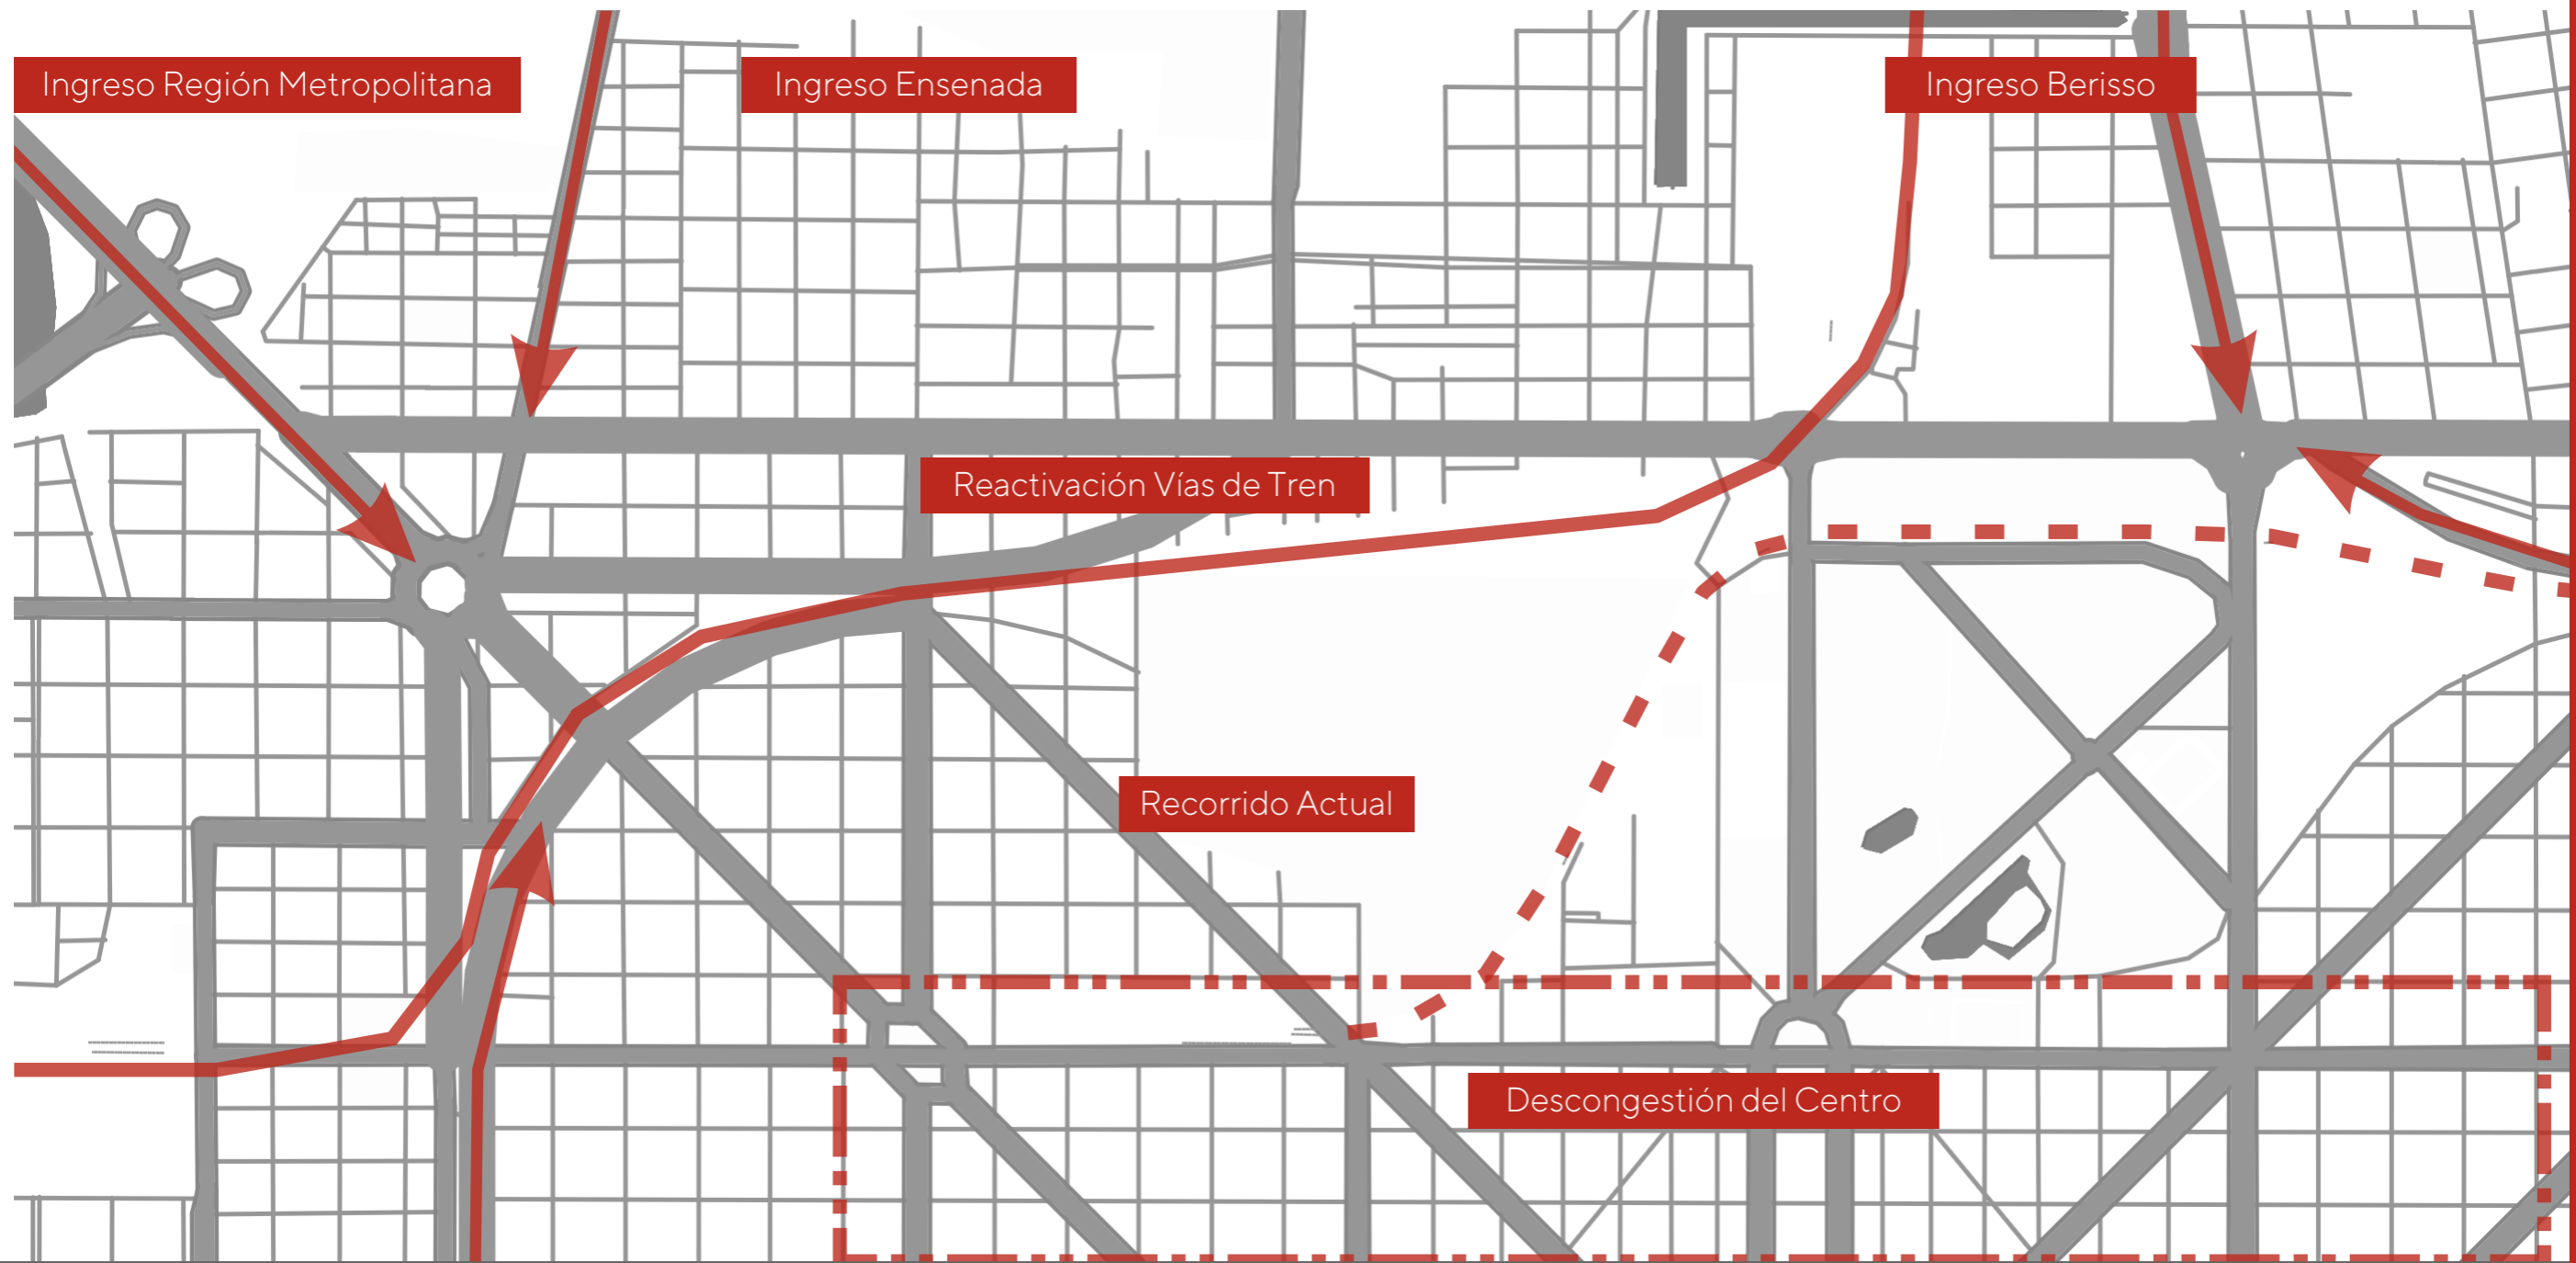 Ingreso Región Metropolitana
Ingreso Ensenada
Ingreso Berisso
Reactivación Vías de Tren
Recorrido Actual
Descongestión del Centro